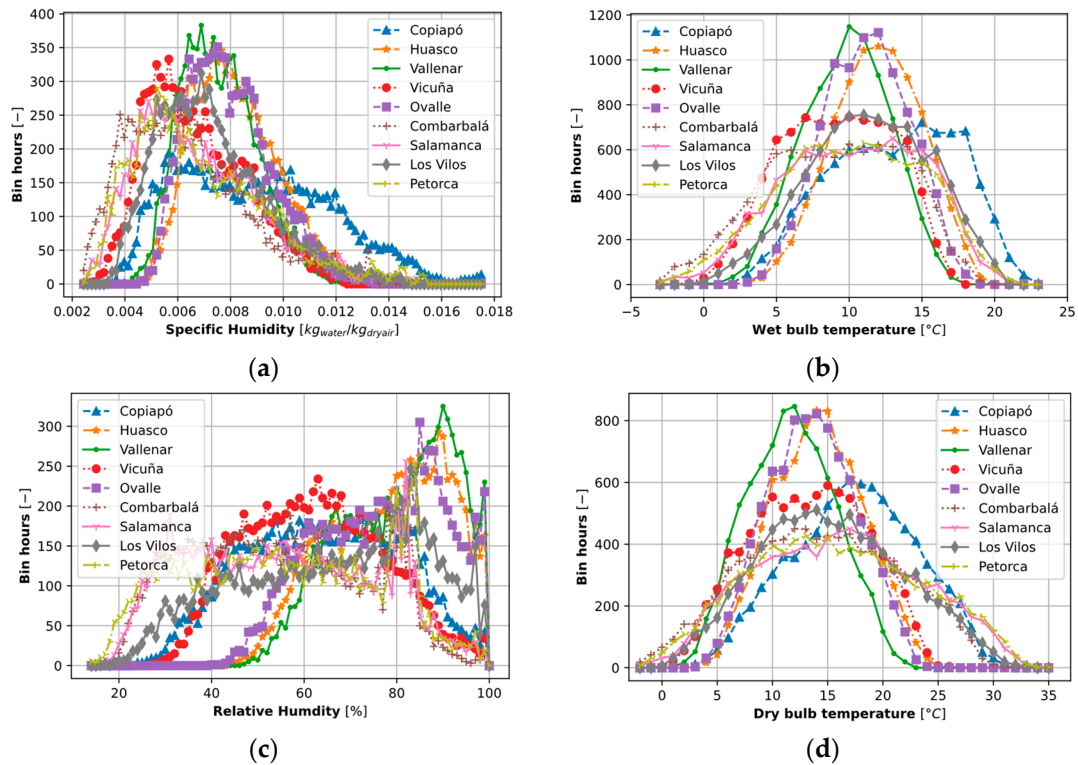 400
350
300
250
200
150
100
50
0
Bin hours [−]
Copiapó
Huasco
Vallenar
Vicuña
Ovalle
Combarbalá
Salamanca
Los Vilos
Petorca
0.002 0.004 0.006 0.008 0.010 0.012 0.014 0.016 0.018
Specific Humidity [kg_water/kg_dryair]
(a)
1200
1000
800
600
400
200
0
Bin hours [−]
Copiapó
Huasco
Vallenar
Vicuña
Ovalle
Combarbalá
Salamanca
Los Vilos
Petorca
−5 0 5 10 15 20 25
Wet bulb temperature [°C]
(b)
300
250
200
150
100
50
0
Bin hours [−]
Copiapó
Huasco
Vallenar
Vicuña
Ovalle
Combarbalá
Salamanca
Los Vilos
Petorca
20 40 60 80 100
Relative Humdity [%]
(c)
800
600
400
200
0
Bin hours [−]
Copiapó
Huasco
Vallenar
Vicuña
Ovalle
Combarbalá
Salamanca
Los Vilos
Petorca
0 5 10 15 20 25 30 35
Dry bulb temperature [°C]
(d)